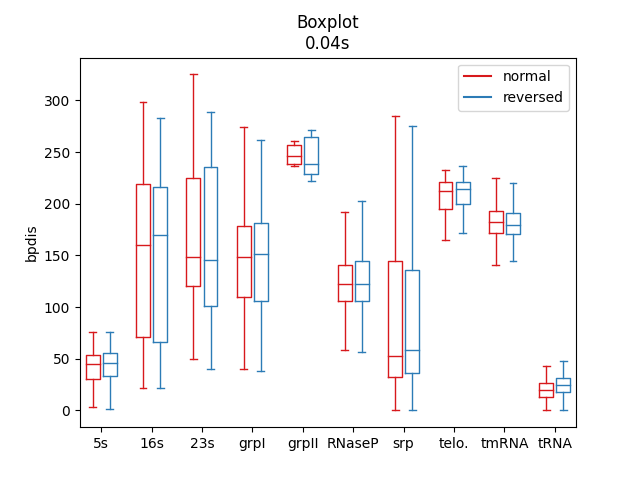 Boxplot
0.04s
normal
reversed
bpdis
300
250
200
150
100
50
0
5s 16s 23s grpI grpII RNaseP srp telo. tmRNA tRNA